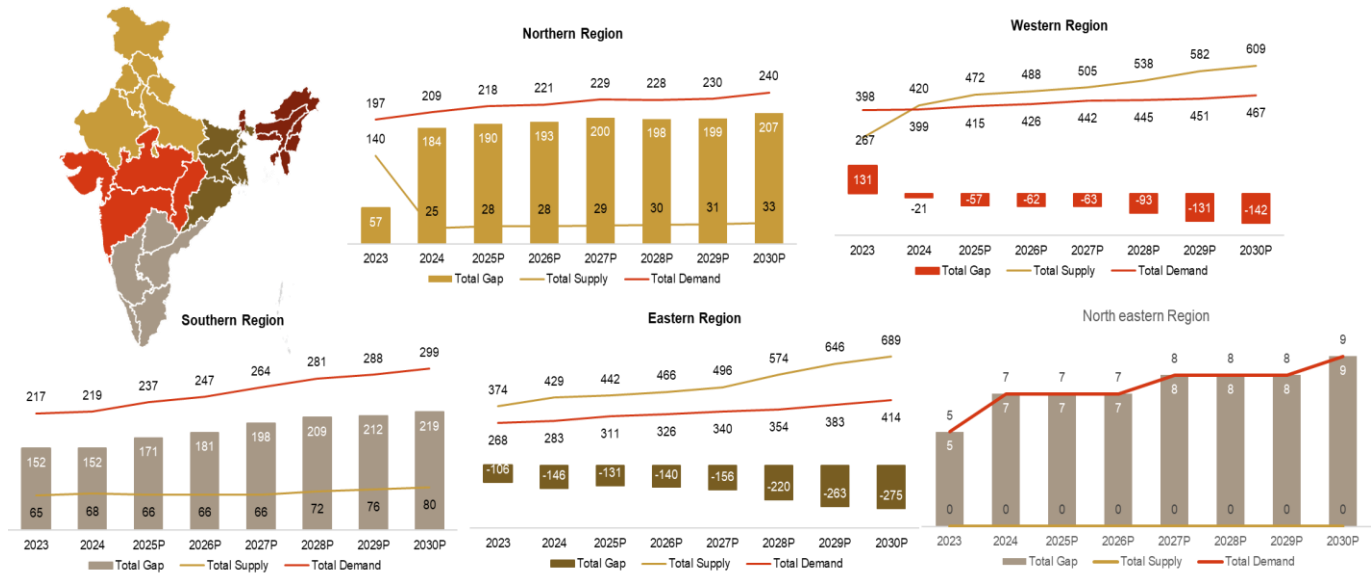 Northern Region
197 209 218 221 229 228 230 240
140
184 190 193 200 198 199 207
57 25 28 28 29 30 31 33
2023 2024 2025P 2026P 2027P 2028P 2029P 2030P
Total Gap Total Supply Total Demand
Western Region
398 420 472 488 505 538 582 609
267 399 415 426 442 445 451 467
131
-21 -57 -62 -63 -93 -131 -142
2023 2024 2025P 2026P 2027P 2028P 2029P 2030P
Total Gap Total Supply Total Demand
Southern Region
217 219 237 247 264 281 288 299
152 152 171 181 198 209 212 219
65 68 66 66 66 72 76 80
2023 2024 2025P 2026P 2027P 2028P 2029P 2030P
Total Gap Total Supply Total Demand
Eastern Region
374 429 442 466 496 574 646 689
268 283 311 326 340 354 383 414
-106 -146 -131 -140 -156 -220 -263 -275
2023 2024 2025P 2026P 2027P 2028P 2029P 2030P
Total Gap Total Supply Total Demand
North eastern Region
5 7 7 7 8 8 8 9
5 7 7 7 8 8 8 9
0 0 0 0 0 0 0 0
2023 2024 2025P 2026P 2027P 2028P 2029P 2030P
Total Gap Total Supply Total Demand